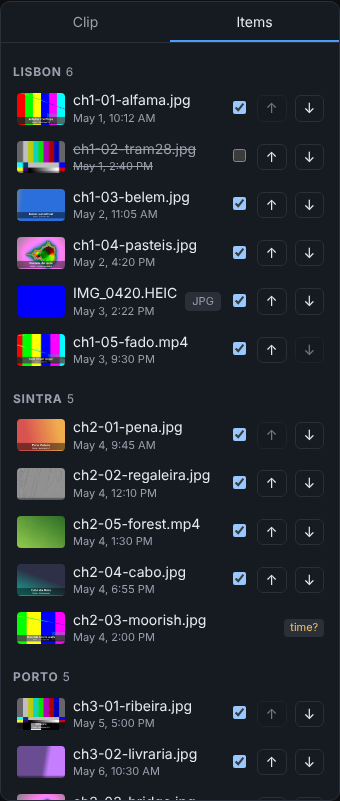 Clip Items
LISBON 6
ch1-01-alfama.jpg
May 1, 10:12 AM
ch1-02-tram28.jpg
May 1, 2:40 PM
ch1-03-belem.jpg
May 2, 11:05 AM
ch1-04-pasteis.jpg
May 2, 4:20 PM
IMG_0420.HEIC JPG
May 3, 2:22 PM
ch1-05-fado.mp4
May 3, 9:30 PM
SINTRA 5
ch2-01-pena.jpg
May 4, 9:45 AM
ch2-02-regaleira.jpg
May 4, 12:10 PM
ch2-05-forest.mp4
May 4, 1:30 PM
ch2-04-cabo.jpg
May 4, 6:55 PM
ch2-03-moorish.jpg
May 4, 2:00 PM
time?
PORTO 5
ch3-01-ribeira.jpg
May 5, 5:00 PM
ch3-02-livraria.jpg
May 6, 10:30 AM